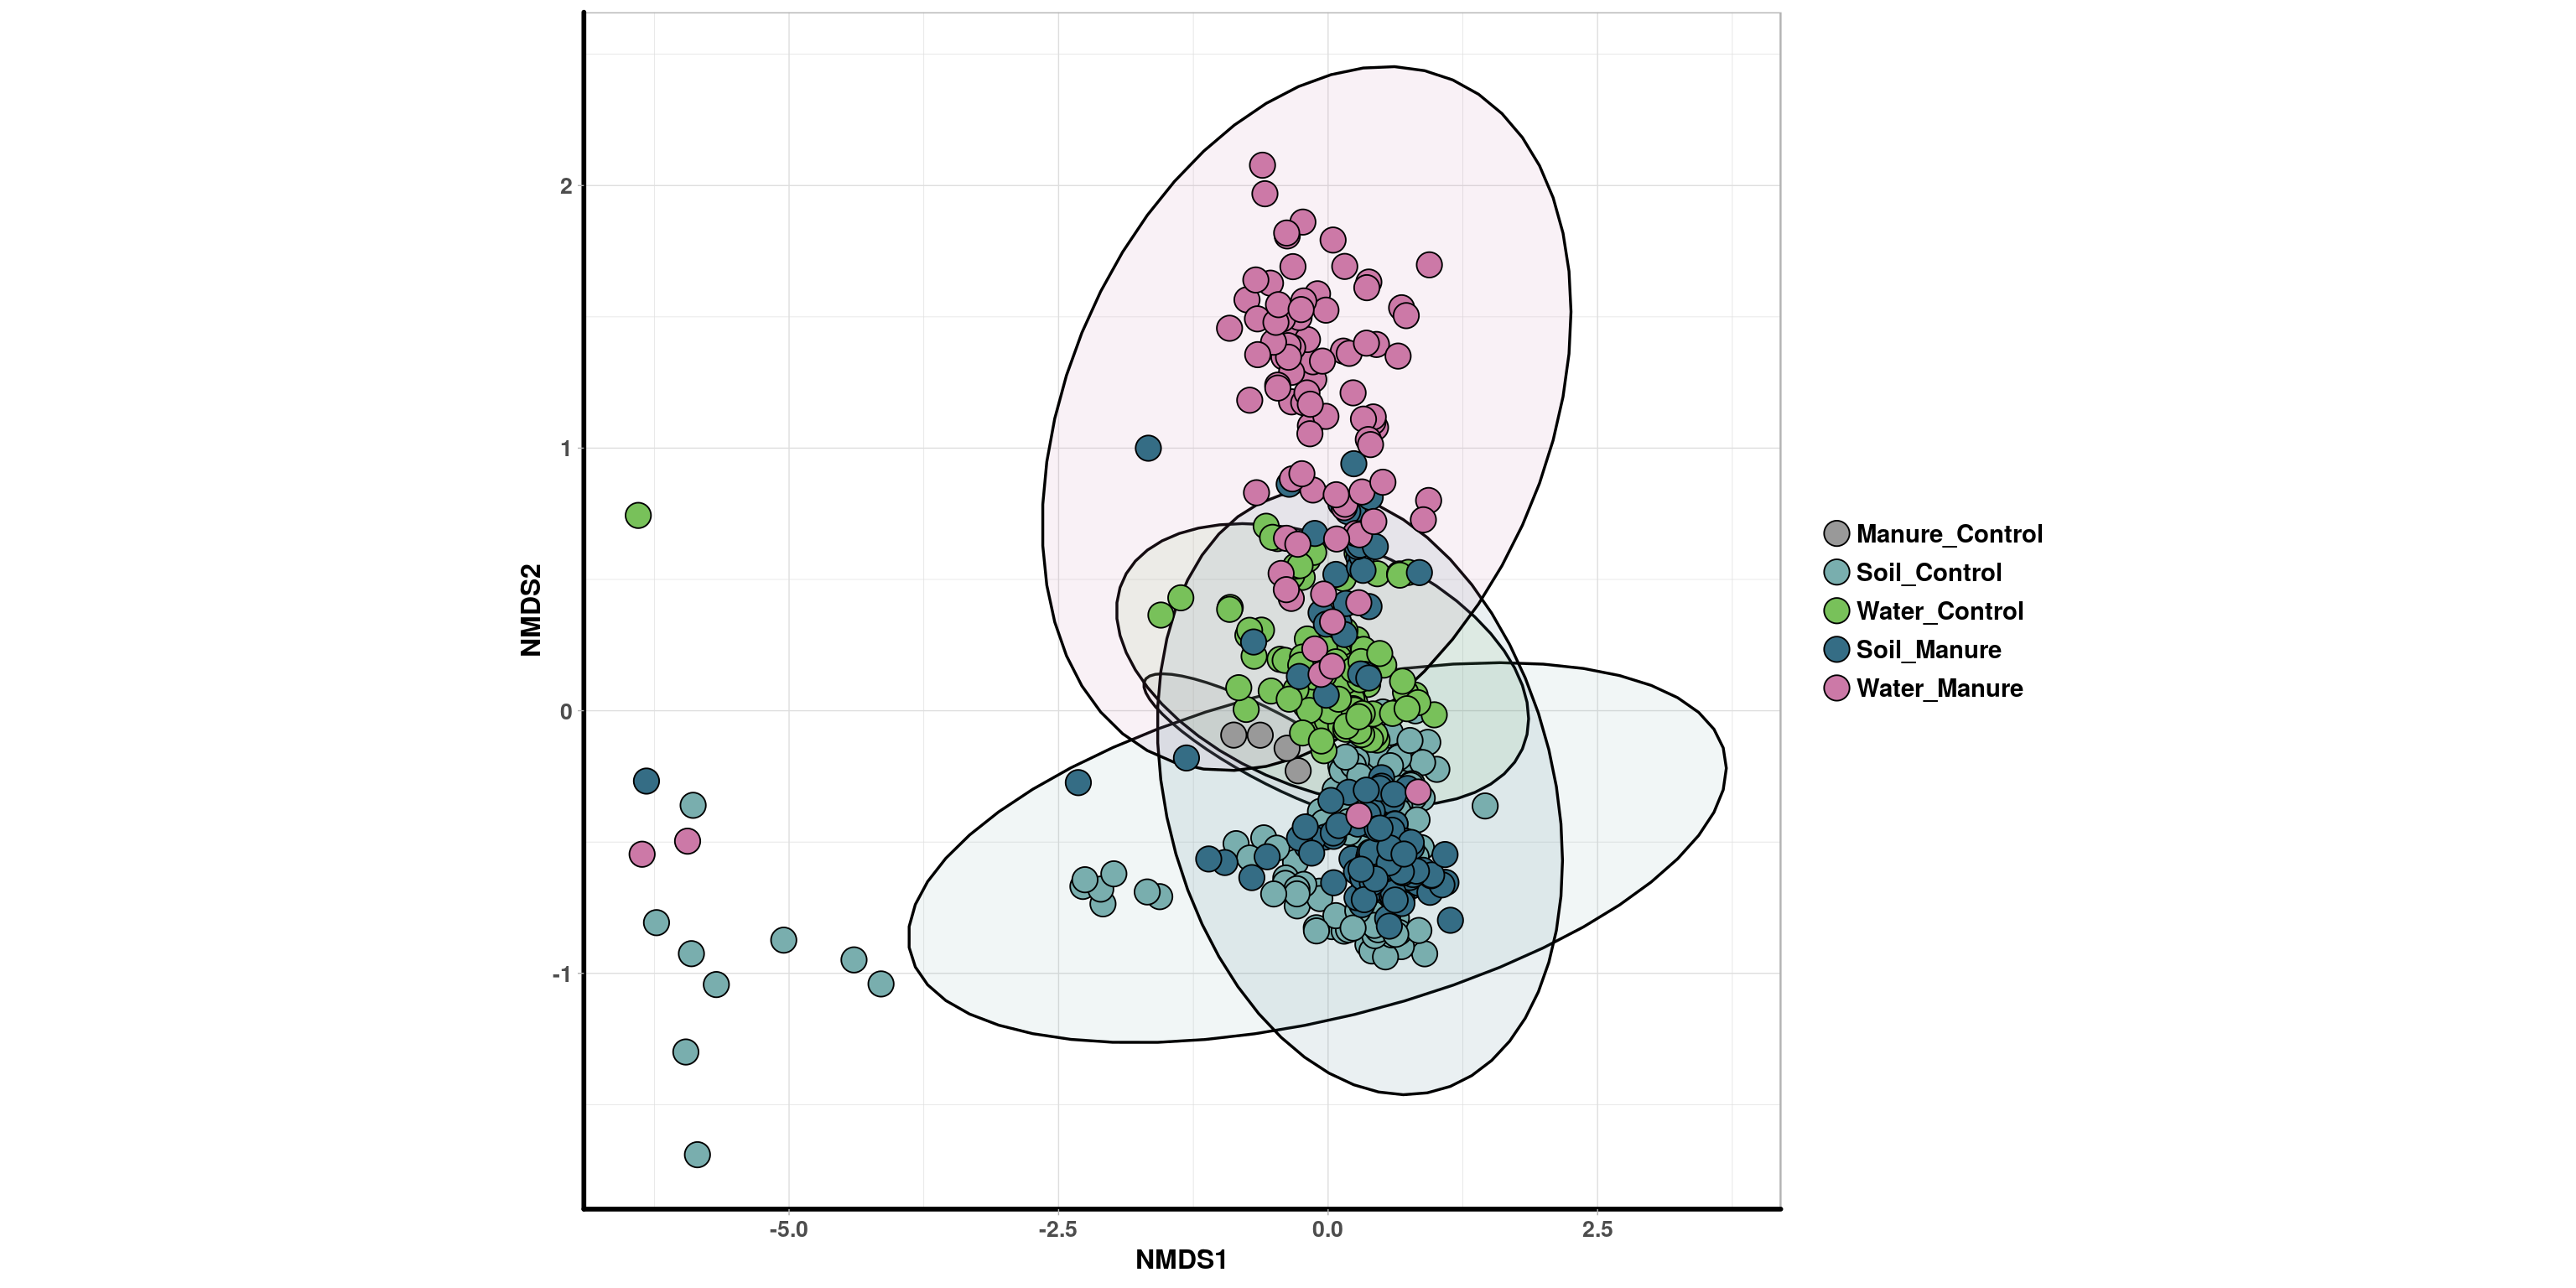 2
1
0
-1
NMDS2
-5.0
-2.5
0.0
2.5
NMDS1
Manure_Control
Soil_Control
Water_Control
Soil_Manure
Water_Manure